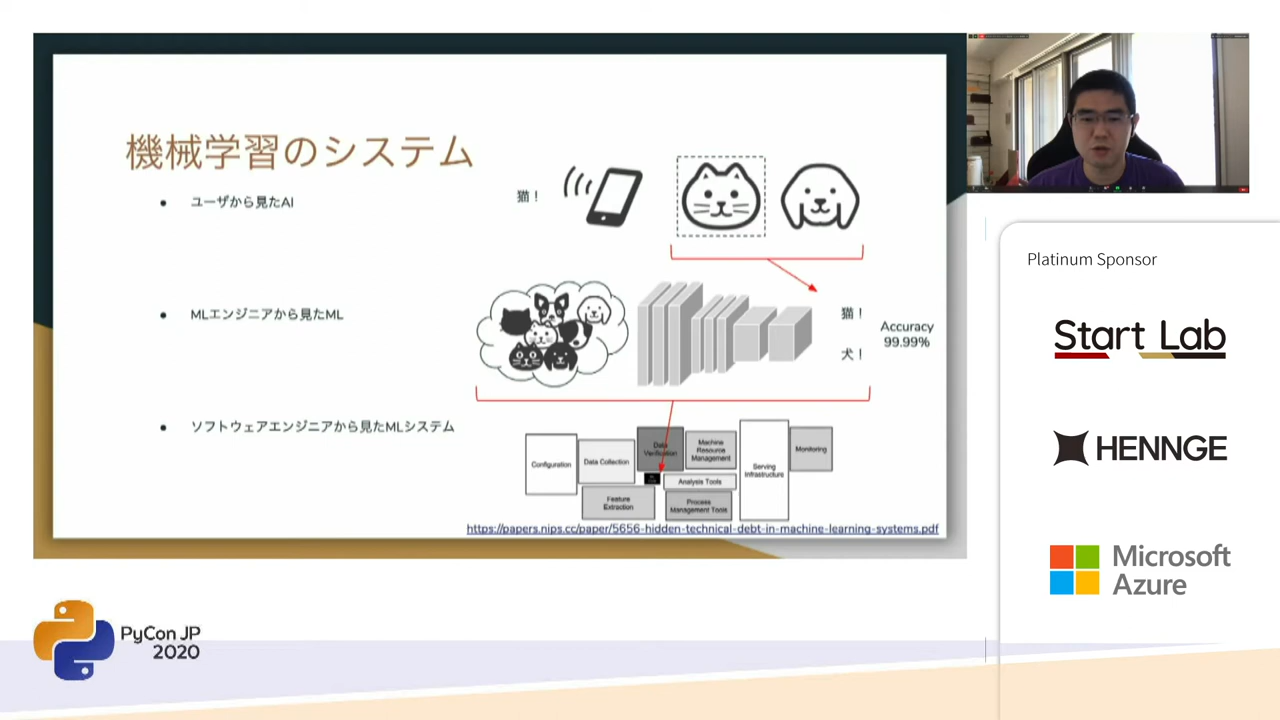 機械学習のシステム
ユーザから見たAI
猫！
MLエンジニアから見たML
猫！
犬！
Accuracy
99.99%
ソフトウェアエンジニアから見たMLシステム
Configuration
Data Collection
Data
Verification
Machine
Resource
Management
Analysis Tools
Feature
Extraction
Process
Management Tools
Serving
Infrastructure
Monitoring
https://papers.nips.cc/paper/5656-hidden-technical-debt-in-machine-learning-systems.pdf
Platinum Sponsor
Start Lab
HENNGE
Microsoft
Azure
PyCon JP
2020